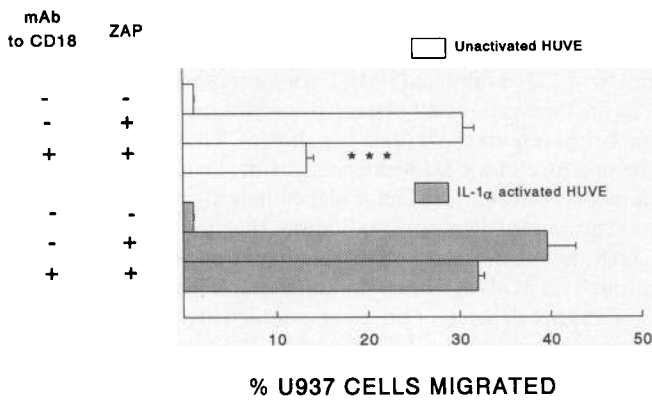 mAb
to CD18 ZAP
Unactivated HUVE
- -
- +
+ + * * *
IL-1α activated HUVE
- -
- +
+ +
10 20 30 40 50
% U937 CELLS MIGRATED